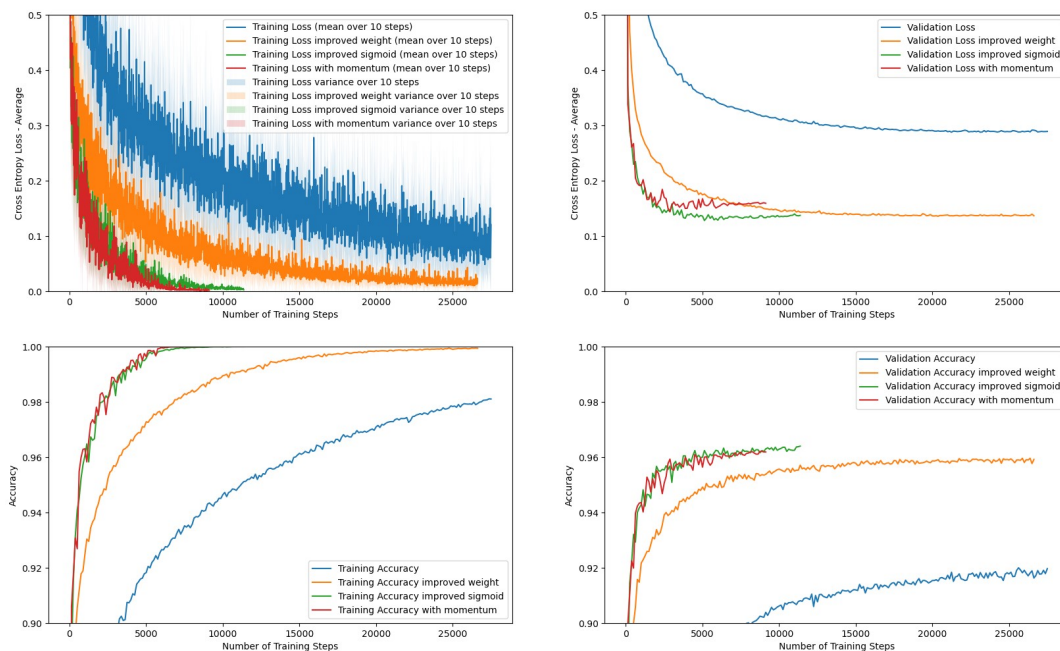 0.5
0.4
0.3
0.2
0.1
0.0
Cross Entropy Loss - Average
Training Loss (mean over 10 steps)
Training Loss improved weight (mean over 10 steps)
Training Loss improved sigmoid (mean over 10 steps)
Training Loss with momentum (mean over 10 steps)
Training Loss variance over 10 steps
Training Loss improved weight variance over 10 steps
Training Loss improved sigmoid variance over 10 steps
Training Loss with momentum variance over 10 steps
0 5000 10000 15000 20000 25000
Number of Training Steps
0.5
0.4
0.3
0.2
0.1
0.0
Cross Entropy Loss - Average
Validation Loss
Validation Loss improved weight
Validation Loss improved sigmoid
Validation Loss with momentum
0 5000 10000 15000 20000 25000
Number of Training Steps
1.00
0.98
0.96
0.94
0.92
0.90
Accuracy
Training Accuracy
Training Accuracy improved weight
Training Accuracy improved sigmoid
Training Accuracy with momentum
0 5000 10000 15000 20000 25000
Number of Training Steps
1.00
0.98
0.96
0.94
0.92
0.90
Accuracy
Validation Accuracy
Validation Accuracy improved weight
Validation Accuracy improved sigmoid
Validation Accuracy with momentum
0 5000 10000 15000 20000 25000
Number of Training Steps